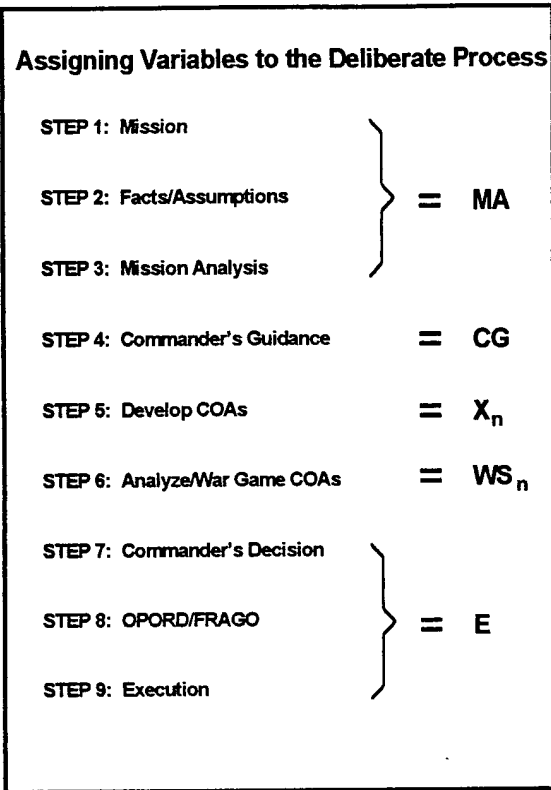 Assigning Variables to the Deliberate Process
STEP 1: Mission
STEP 2: Facts/Assumptions = MA
STEP 3: Mission Analysis
STEP 4: Commander's Guidance = CG
STEP 5: Develop COAs = Xn
STEP 6: Analyze/War Game COAs = WSn
STEP 7: Commander's Decision
STEP 8: OPORD/FRAGO = E
STEP 9: Execution